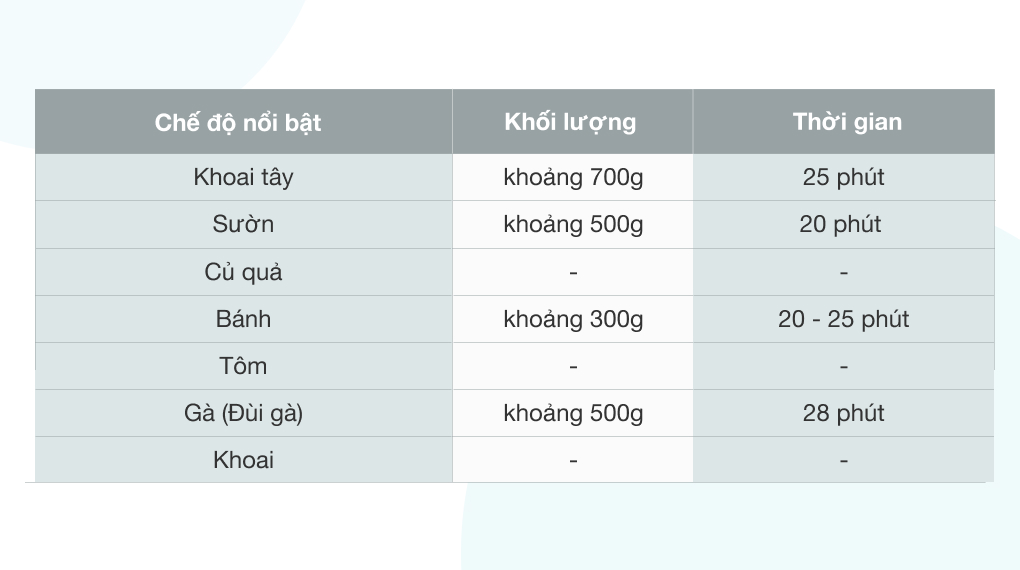 Chế độ nổi bật Khối lượng Thời gian
Khoai tây khoảng 700g 25 phút
Sườn khoảng 500g 20 phút
Củ quả - -
Bánh khoảng 300g 20 - 25 phút
Tôm - -
Gà (Đùi gà) khoảng 500g 28 phút
Khoai - -